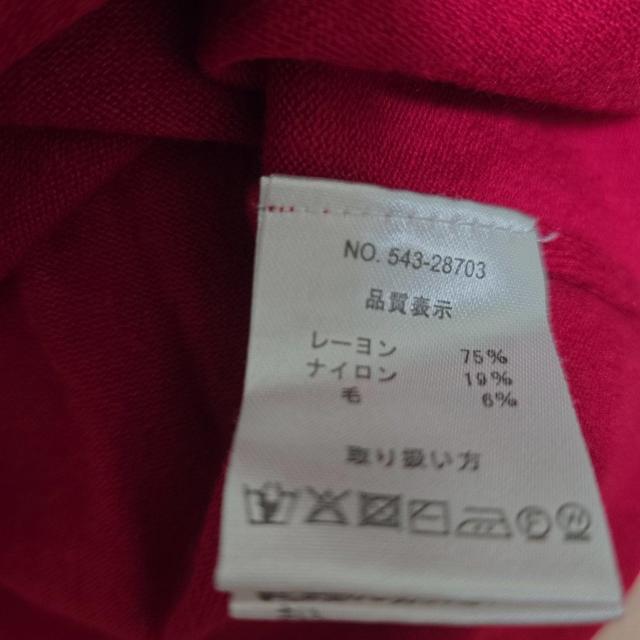 NO. 543-28703
品質表示
レーヨン 75%
ナイロン 19%
毛 6%
取り扱い方